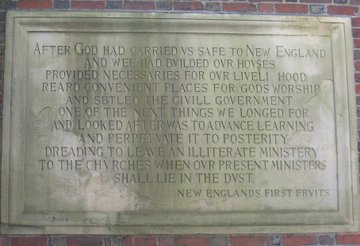 AFTER GOD HAD CARRIED VS SAFE TO NEW ENGLAND
AND WEE HAD BVILDED OVR HOVSES
PROVIDED NECESSARIES FOR OVR LIVELI HOOD
REARD CONVENIENT PLACES FOR GODS WORSHIP
AND SETLED THE CIVILL GOVERNMENT
ONE OF THE NEXT THINGS WE LONGED FOR
AND LOOKED AFTER WAS TO ADVANCE LEARNING
AND PERPETVATE IT TO POSTERITY
DREADING TO LEAVE AN ILLITERATE MINISTERY
TO THE CHVRCHES WHEN OVR PRESENT MINISTERS
SHALL LIE IN THE DVST
NEW ENGLANDS FIRST FRVITS